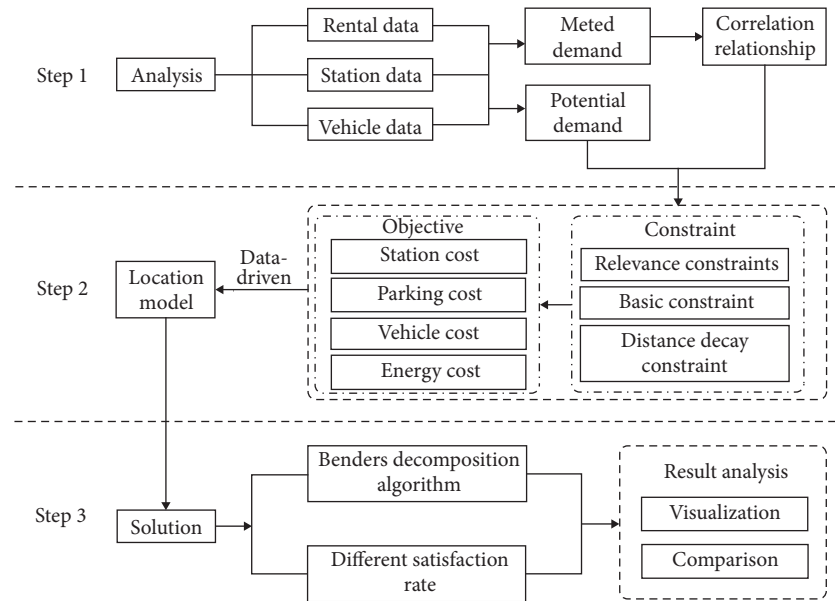 Step 1
Analysis
Rental data
Station data
Vehicle data
Meted
demand
Potential
demand
Correlation
relationship
Step 2
Location
model
Data-
driven
Objective
Station cost
Parking cost
Vehicle cost
Energy cost
Constraint
Relevance constraints
Basic constraint
Distance decay
constraint
Step 3
Solution
Benders decomposition
algorithm
Different satisfaction
rate
Result analysis
Visualization
Comparison